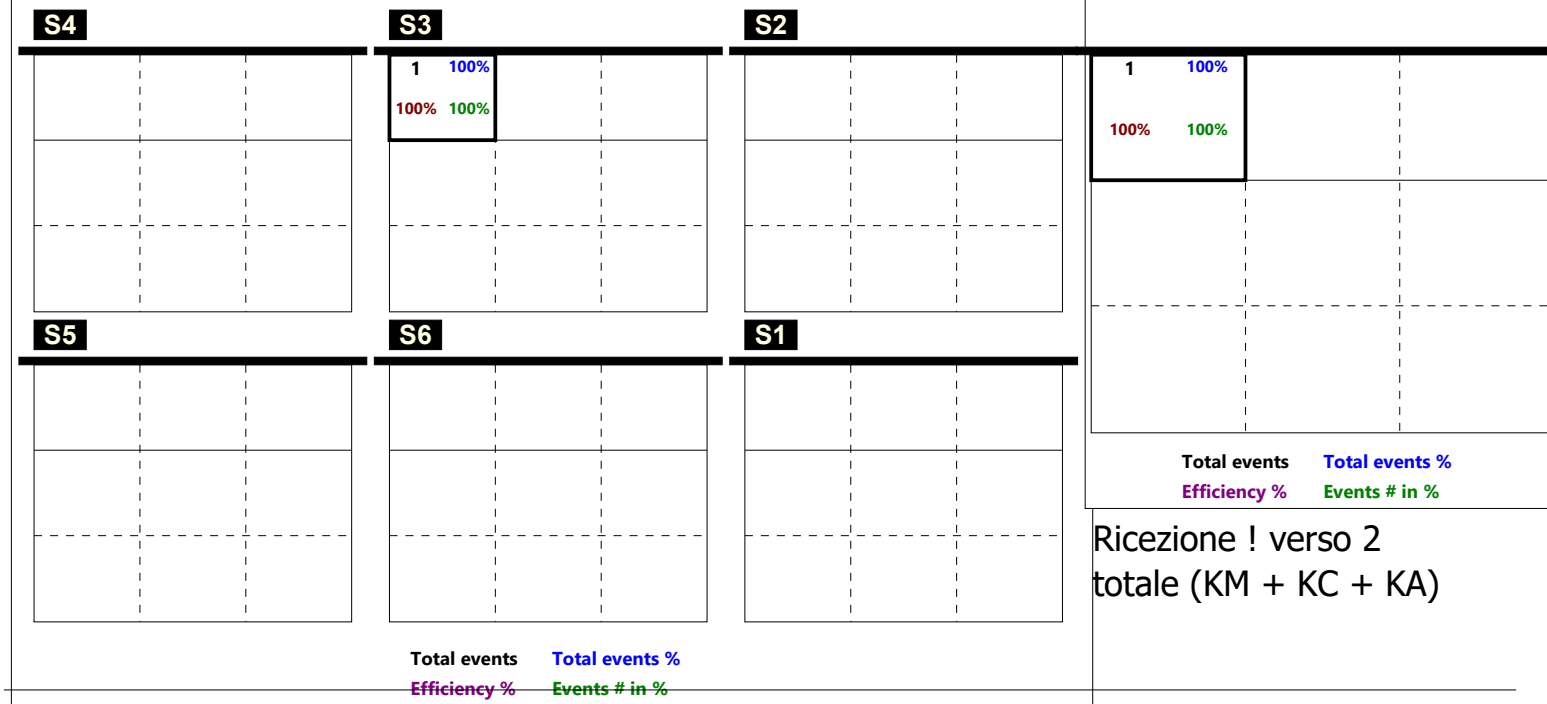 S4 S3 S2
1 100% 1 100%
100% 100%
100% 100%
S5 S6 S1
Total events Total events %
Efficiency % Events # in %
Ricezione ! verso 2
totale (KM + KC + KA)
Total events Total events %
Efficiency % Events # in %